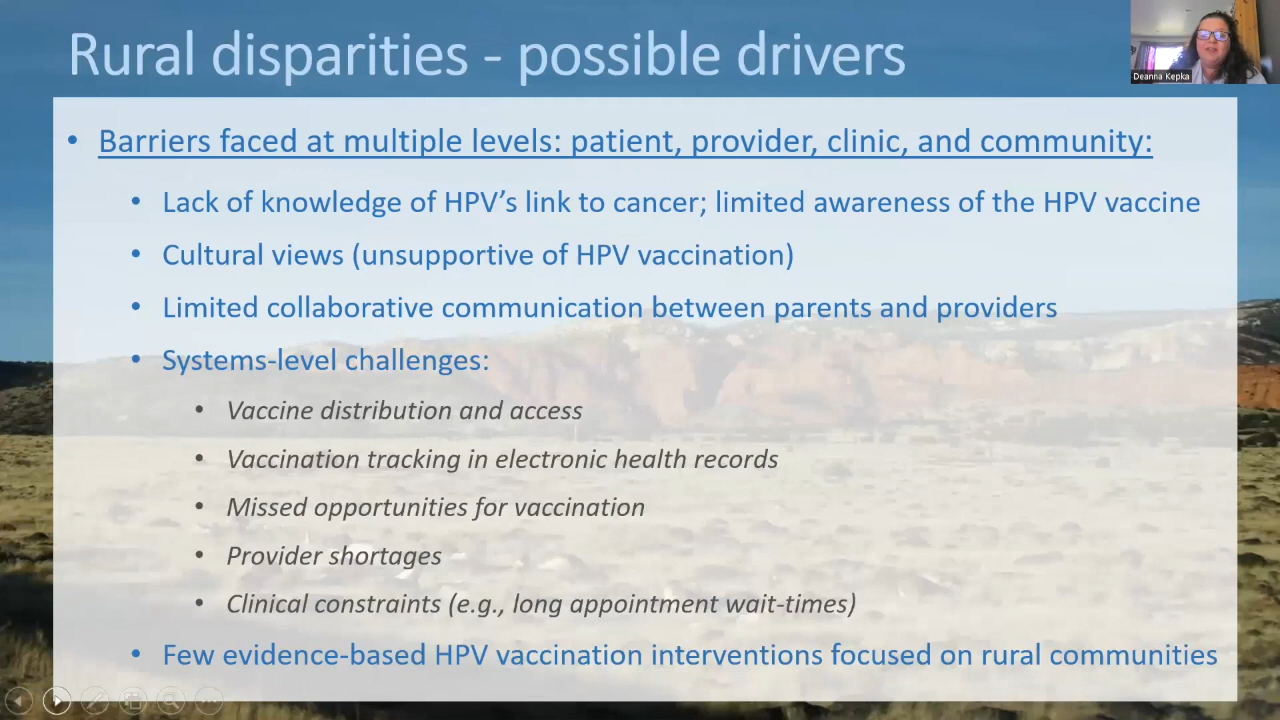 Rural disparities - possible drivers
Deanna Kepka
• Barriers faced at multiple levels: patient, provider, clinic, and community:
• Lack of knowledge of HPV’s link to cancer; limited awareness of the HPV vaccine
• Cultural views (unsupportive of HPV vaccination)
• Limited collaborative communication between parents and providers
• Systems-level challenges:
• Vaccine distribution and access
• Vaccination tracking in electronic health records
• Missed opportunities for vaccination
• Provider shortages
• Clinical constraints (e.g., long appointment wait-times)
• Few evidence-based HPV vaccination interventions focused on rural communities